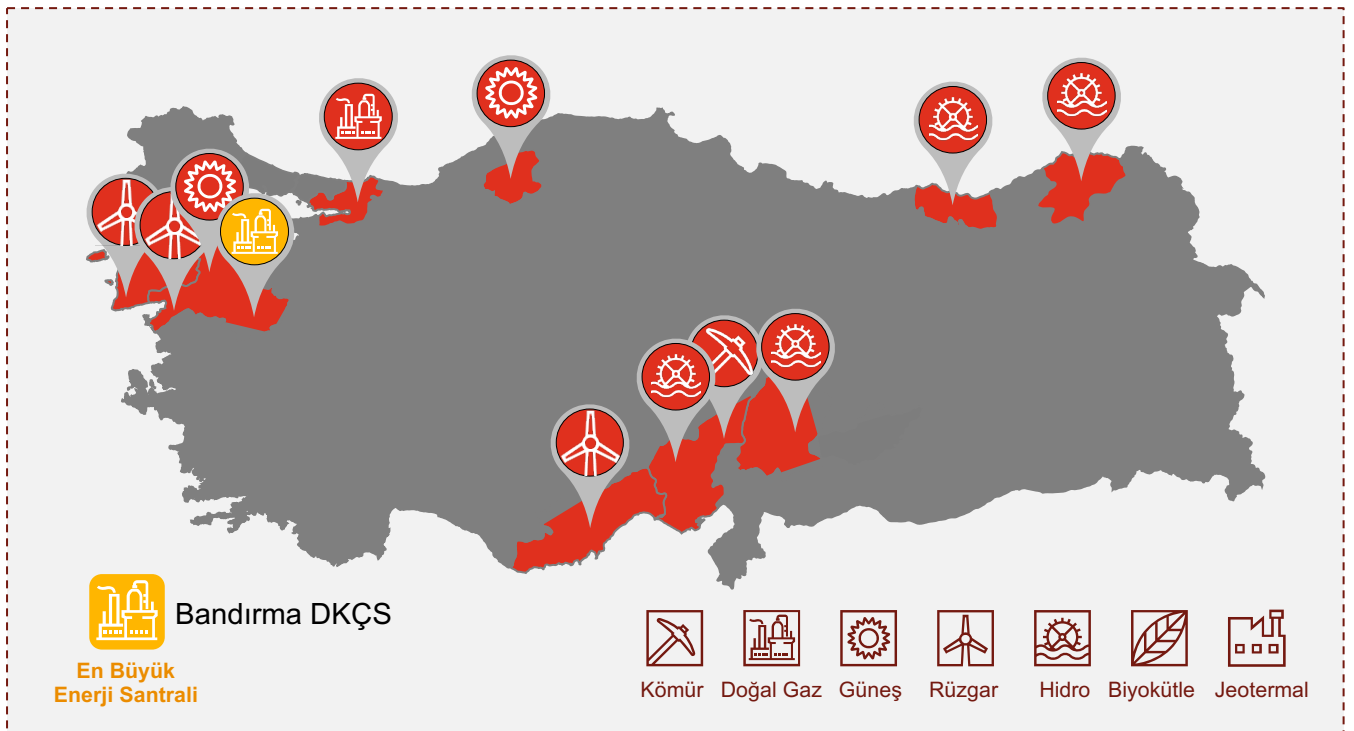 Bandırma DKÇS
En Büyük
Enerji Santrali
Kömür
Doğal Gaz
Güneş
Rüzgar
Hidro
Biyokütle
Jeotermal